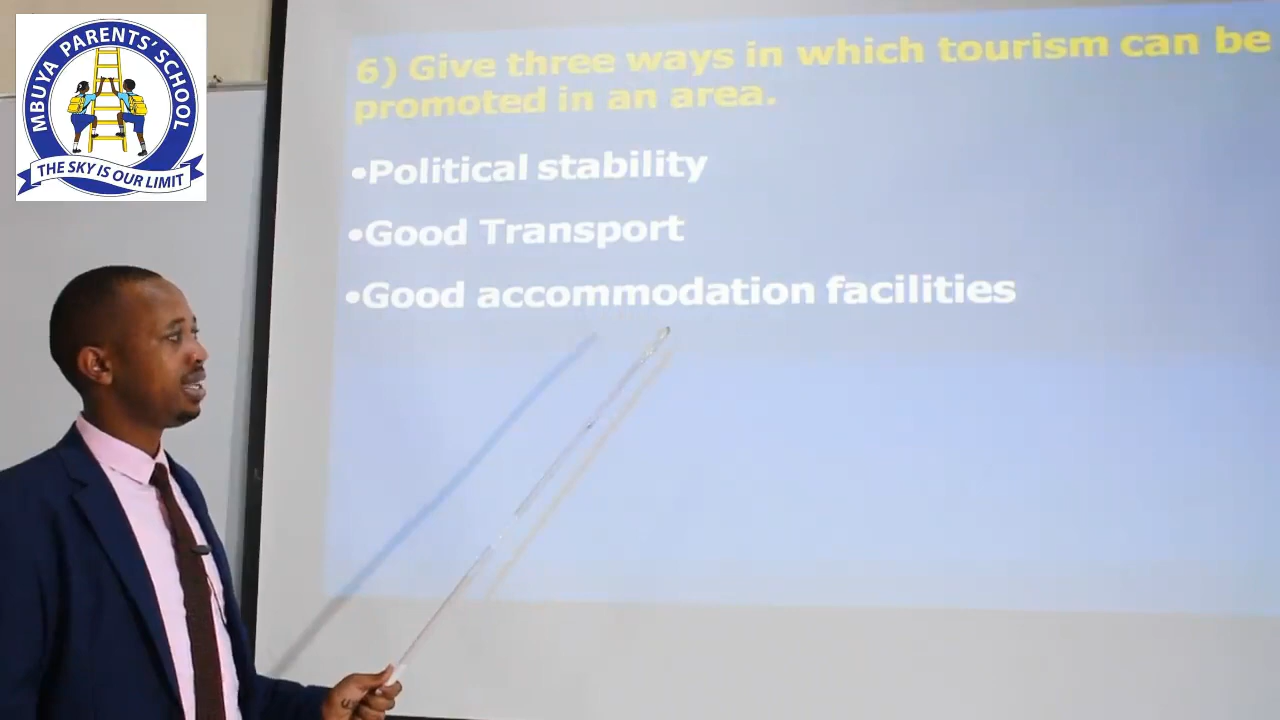 MBUYA PARENTS' SCHOOL
THE SKY IS OUR LIMIT
6) Give three ways in which tourism can be
promoted in an area.
•Political stability
•Good Transport
•Good accommodation facilities